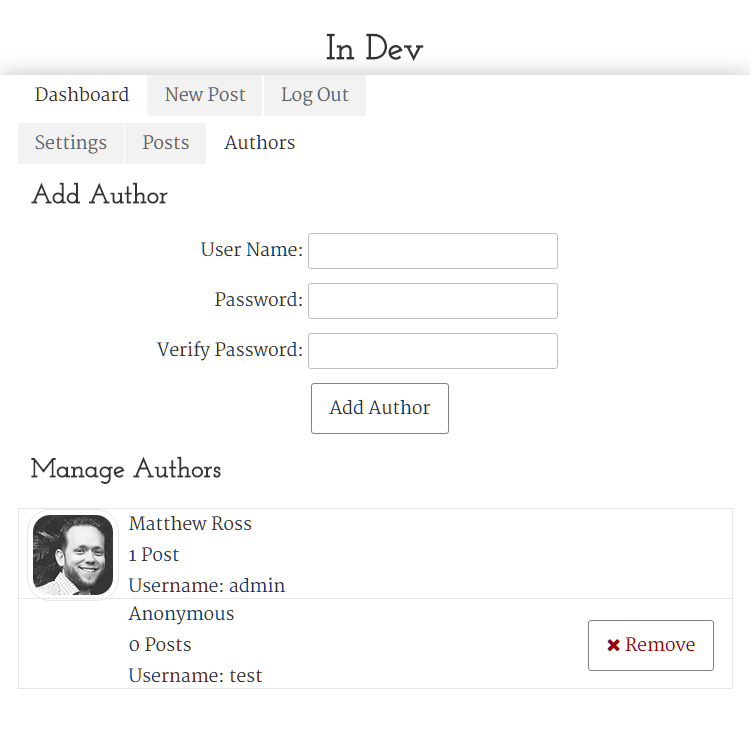 In Dev
Dashboard New Post Log Out
Settings Posts Authors
Add Author
User Name:
Password:
Verify Password:
Add Author
Manage Authors
Matthew Ross
1 Post
Username: admin
Anonymous
0 Posts
Username: test
✖ Remove